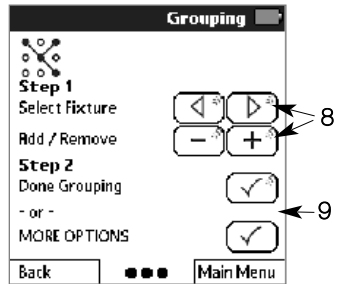 Grouping
Step 1
Select Fixture
8
Add / Remove
Step 2
Done Grouping
9
- or -
MORE OPTIONS
Back
Main Menu